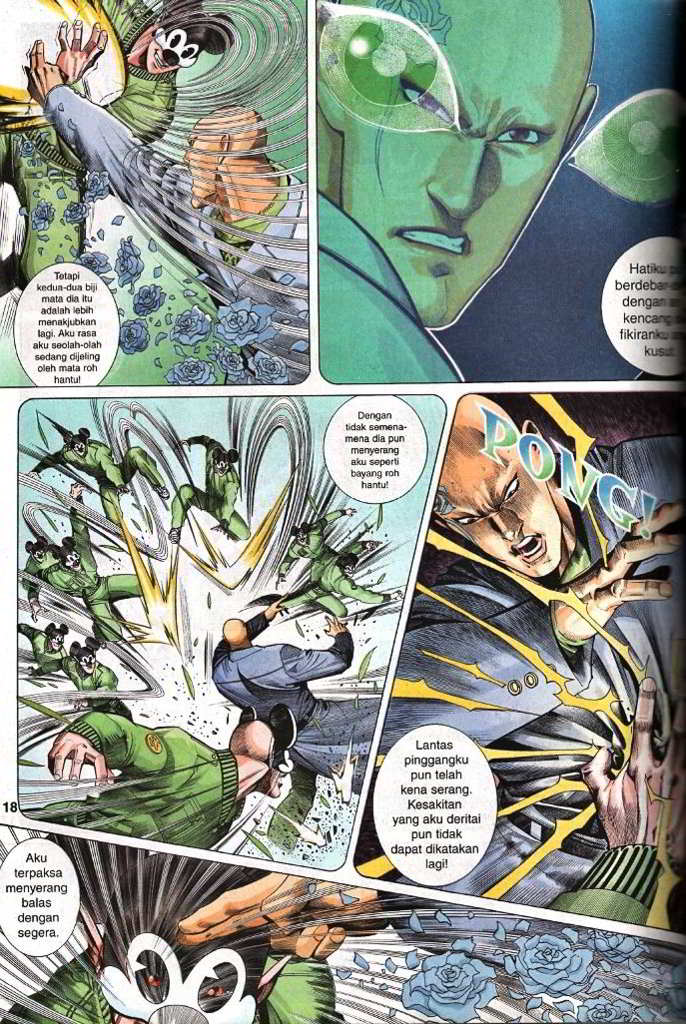 Tetapi
kedua-dua biji
mata dia itu
adalah lebih
menakjubkan
lagi. Aku rasa
aku seolah-olah
sedang dijeling
oleh mata roh
hantu!
Hatiku
berdebar-
dengan
kencang
fikiranku
kusut
Dengan
tidak semena-
mena dia pun
menyerang
aku seperti
bayang roh
hantu!
PONG!
Lantas
pinggangku
pun telah
kena serang.
Kesakitan
yang aku deritai
pun tidak
dapat dikatakan
lagi!
18
Aku
terpaksa
menyerang
balas
dengan
segera.